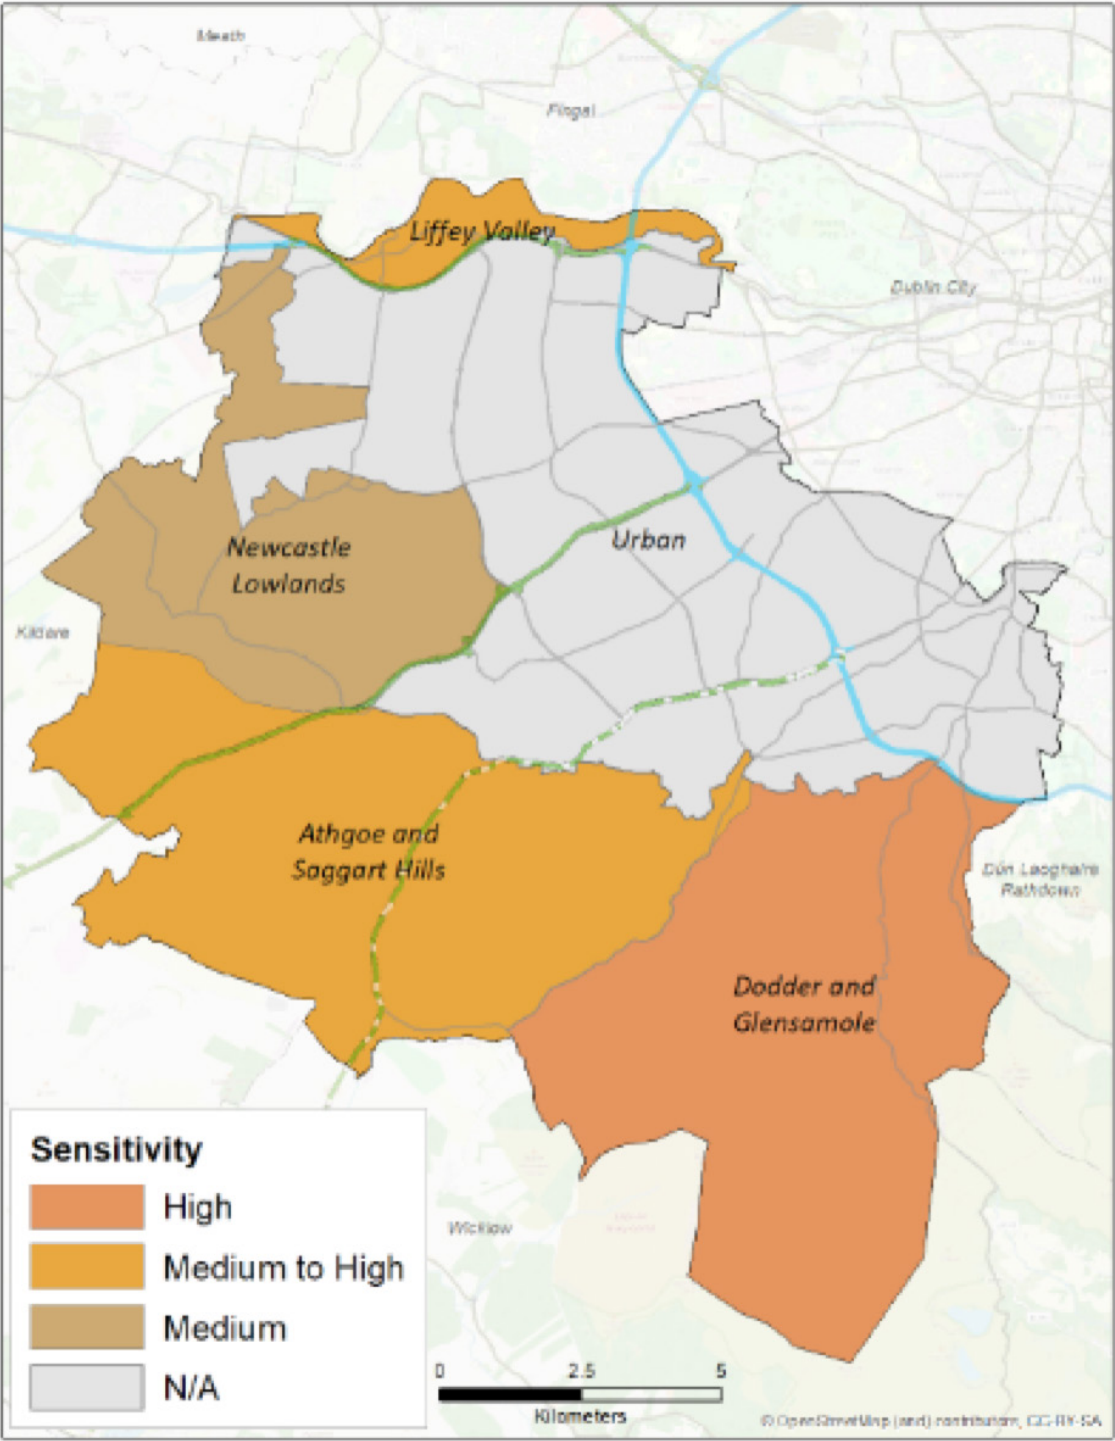 Meath
Fingal
Liffey Valley
Dublin City
Urban
Newcastle
Lowlands
Kildare
Athgoe and
Saggart Hills
Dún Laoghaire
Rathdown
Dodder and
Glensamole
Wicklow
Sensitivity
High
Medium to High
Medium
N/A
0 2.5 5
Kilometers
© OpenStreetMap (and) contributors, CC-BY-SA